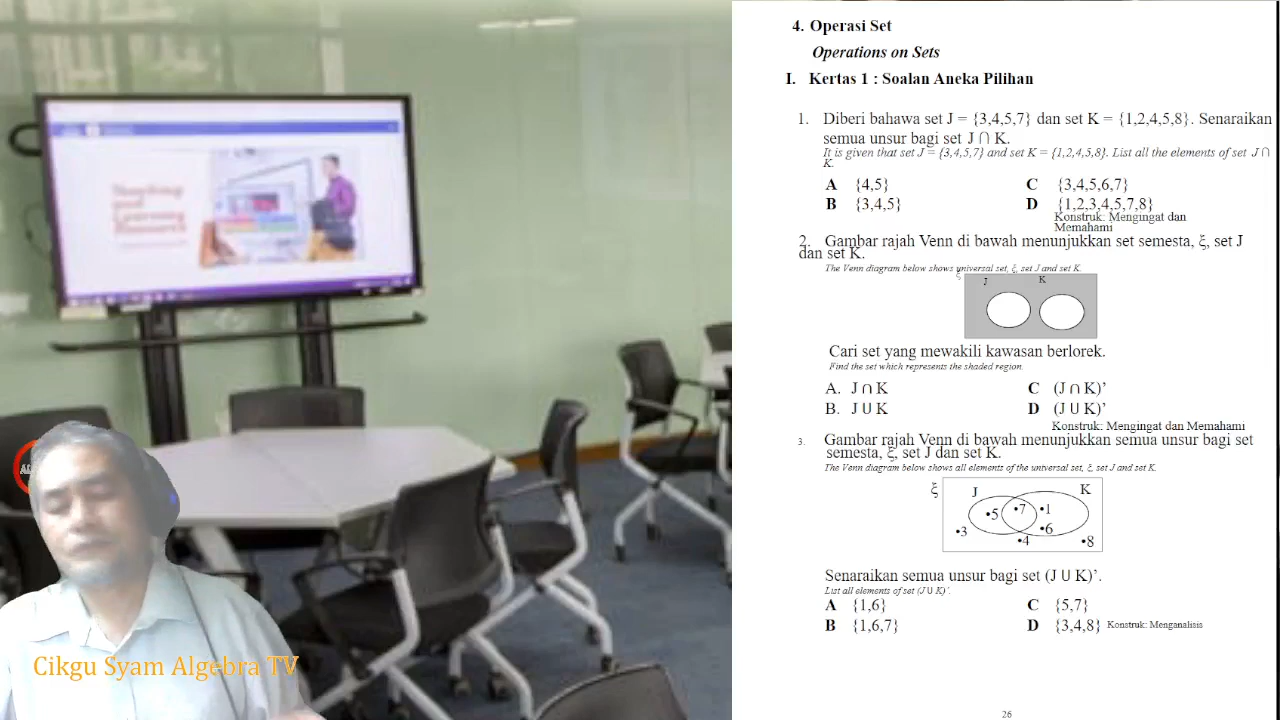 4. Operasi Set
Operations on Sets
I. Kertas 1 : Soalan Aneka Pilihan
1. Diberi bahawa set J = {3,4,5,7} dan set K = {1,2,4,5,8}. Senaraikan
semua unsur bagi set J ∩ K.
It is given that set J = {3,4,5,7} and set K = {1,2,4,5,8}. List all the elements of set J ∩
K.
A {4,5} C {3,4,5,6,7}
B {3,4,5} D {1,2,3,4,5,7,8}
Konstruk: Mengingat dan
Memahami
2. Gambar rajah Venn di bawah menunjukkan set semesta, ξ, set J
dan set K.
The Venn diagram below shows universal set, ξ, set J and set K.
ξ
J K
Cari set yang mewakili kawasan berlorek.
Find the set which represents the shaded region.
A. J ∩ K C (J ∩ K)'
B. J U K D (J U K)'
Konstruk: Mengingat dan Memahami
3. Gambar rajah Venn di bawah menunjukkan semua unsur bagi set
semesta, ξ, set J dan set K.
The Venn diagram below shows all elements of the universal set, ξ, set J and set K.
ξ J K
•5 •7 •1
•3 •6
•4 •8
Senaraikan semua unsur bagi set (J U K)'.
List all elements of set (J U K)'.
A {1,6} C {5,7}
B {1,6,7} D {3,4,8} Konstruk: Menganalisis
26
Teaching
and
Learning
Research
Cikgu Syam Algebra TV